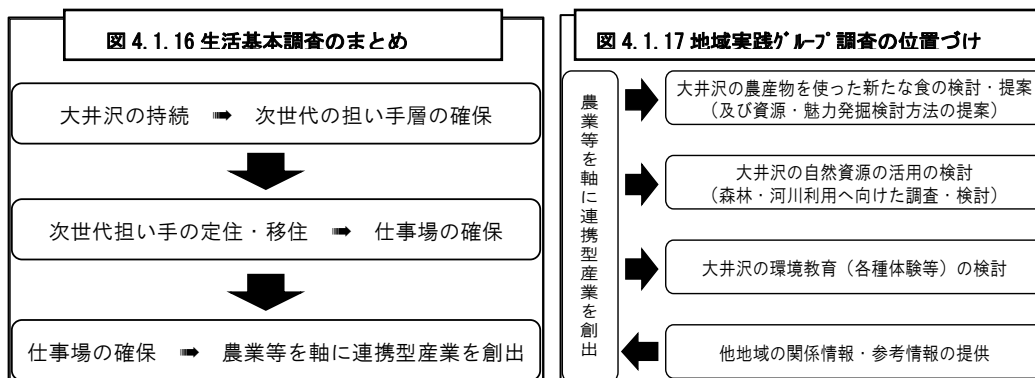 図 4.1.16 生活基本調査のまとめ
大井沢の持続 ➠ 次世代の担い手層の確保
次世代担い手の定住・移住 ➠ 仕事場の確保
仕事場の確保 ➠ 農業等を軸に連携型産業を創出
図 4.1.17 地域実践ｸﾞﾙｰﾌﾟ調査の位置づけ
農業等を軸に連携型産業を創出
大井沢の農産物を使った新たな食の検討・提案
（及び資源・魅力発掘検討方法の提案）
大井沢の自然資源の活用の検討
（森林・河川利用へ向けた調査・検討）
大井沢の環境教育（各種体験等）の検討
他地域の関係情報・参考情報の提供